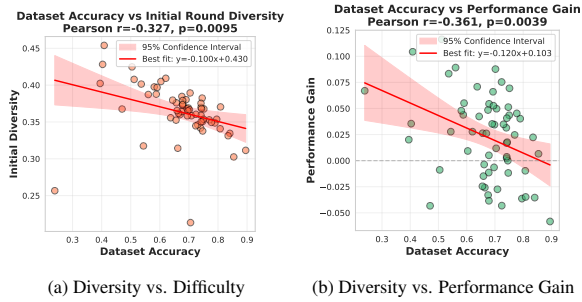 Dataset Accuracy vs Initial Round Diversity
Pearson r=-0.327, p=0.0095
95% Confidence Interval
Best fit: y=-0.100x+0.430
Initial Diversity
0.45
0.40
0.35
0.30
0.25
0.3 0.4 0.5 0.6 0.7 0.8 0.9
Dataset Accuracy
(a) Diversity vs. Difficulty
Dataset Accuracy vs Performance Gain
Pearson r=-0.361, p=0.0039
95% Confidence Interval
Best fit: y=-0.120x+0.103
Performance Gain
0.125
0.100
0.075
0.050
0.025
0.000
−0.025
−0.050
0.3 0.4 0.5 0.6 0.7 0.8 0.9
Dataset Accuracy
(b) Diversity vs. Performance Gain